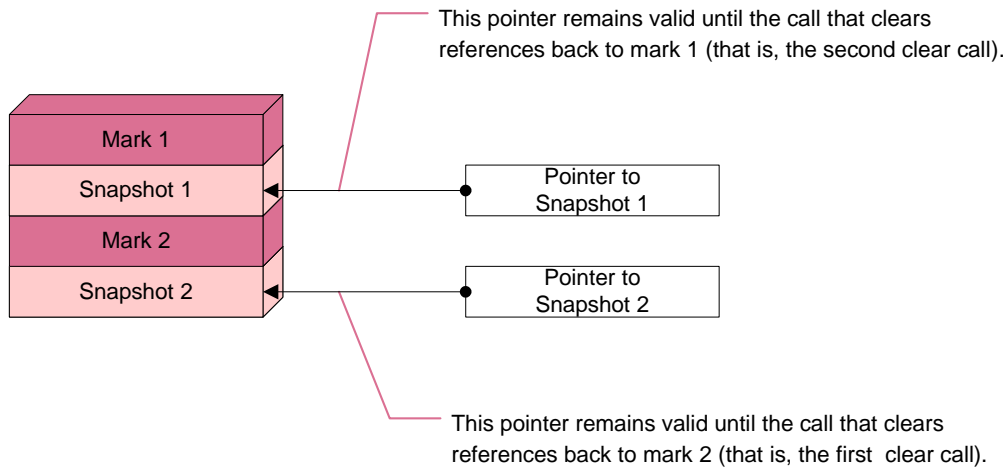 This pointer remains valid until the call that clears
references back to mark 1 (that is, the second clear call).
Mark 1
Snapshot 1
Pointer to
Snapshot 1
Mark 2
Snapshot 2
Pointer to
Snapshot 2
This pointer remains valid until the call that clears
references back to mark 2 (that is, the first  clear call).